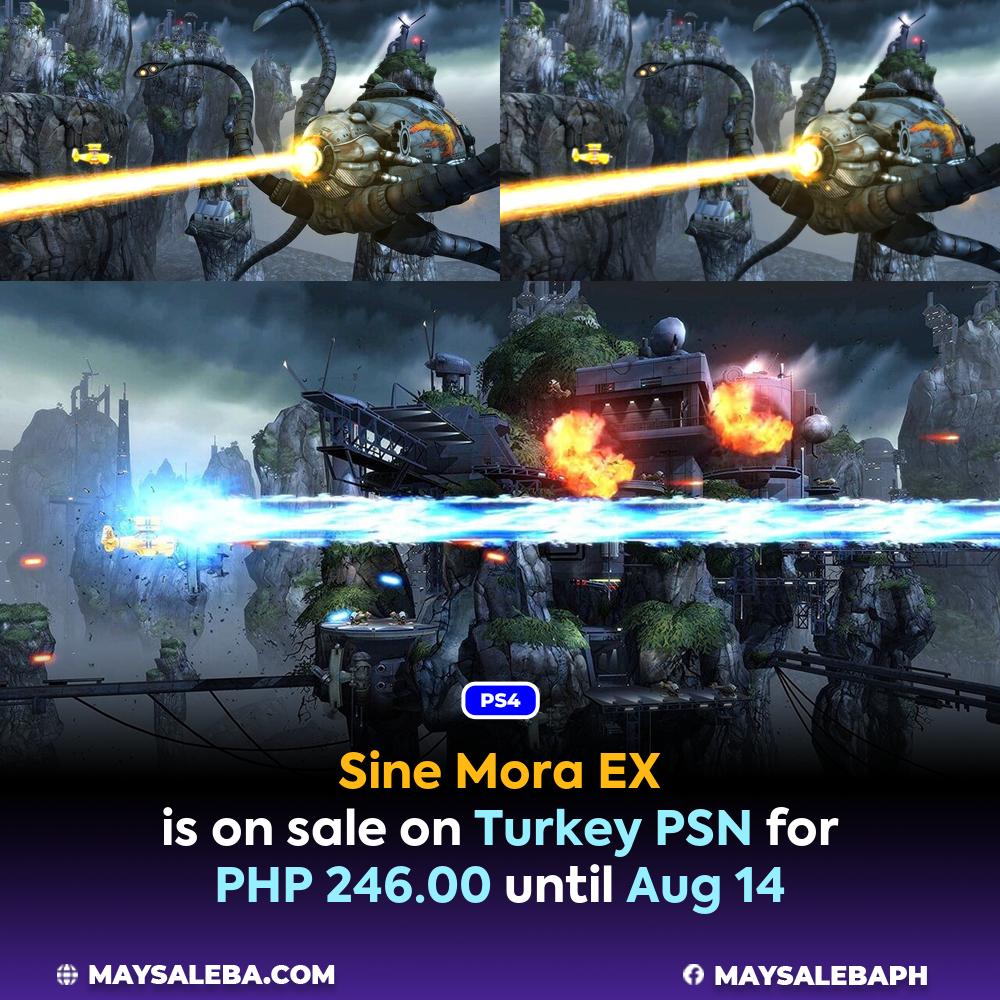 PS4
Sine Mora EX
is on sale on Turkey PSN for
PHP 246.00 until Aug 14
MAYSALEBA.COM
MAYSALEBAPH